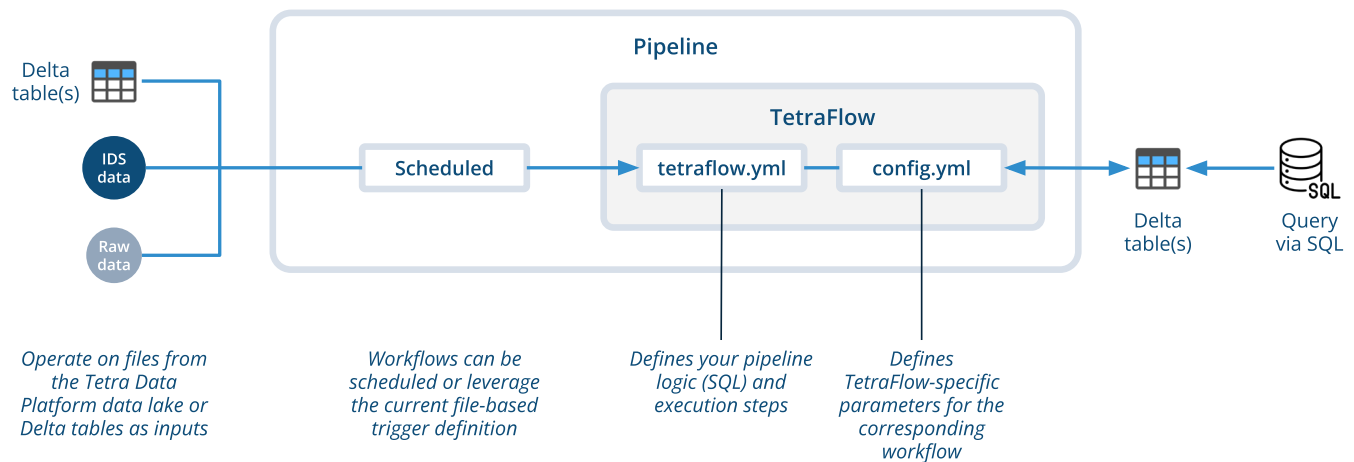 Pipeline
TetraFlow
Delta
table(s)
IDS
data
Raw
data
Scheduled
tetraflow.yml
config.yml
Delta
table(s)
SQL
Query
via SQL
Operate on files from
the Tetra Data
Platform data lake or
Delta tables as inputs
Workflows can be
scheduled or leverage
the current file-based
trigger definition
Defines your pipeline
logic (SQL) and
execution steps
Defines
TetraFlow-specific
parameters for the
corresponding
workflow